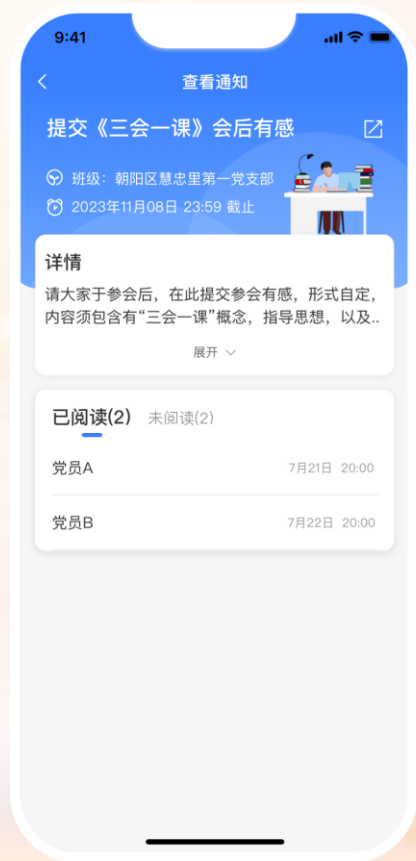 9:41
查看通知
提交《三会一课》会后有感
班级：朝阳区慧忠里第一党支部
2023年11月08日 23:59 截止
详情
请大家于参会后，在此提交参会有感，形式自定，
内容须包含有“三会一课”概念，指导思想，以及..
展开
已阅读(2) 未阅读(2)
党员A 7月21日 20:00
党员B 7月22日 20:00